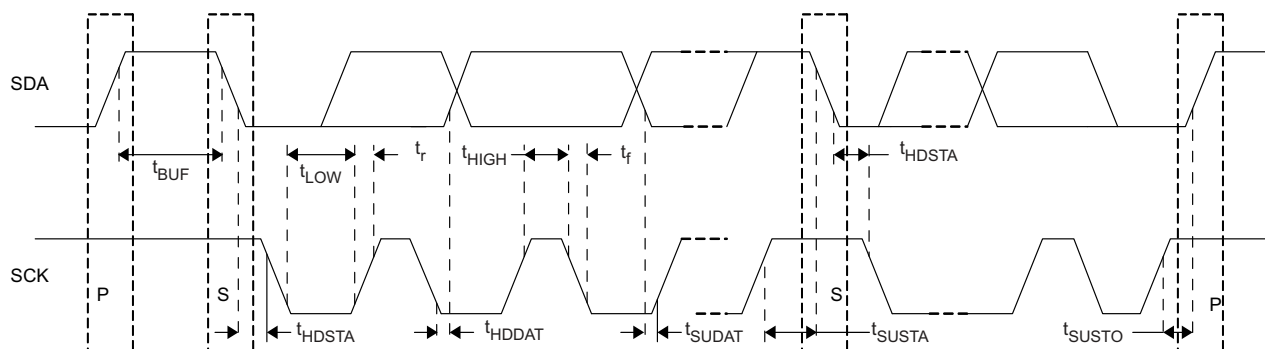 SDA
tBUF
tLOW
tr
tHIGH
tf
tHDSTA
SCK
P
S
S
P
tHDSTA
tHDDAT
tSUDAT
tSUSTA
tSUSTO